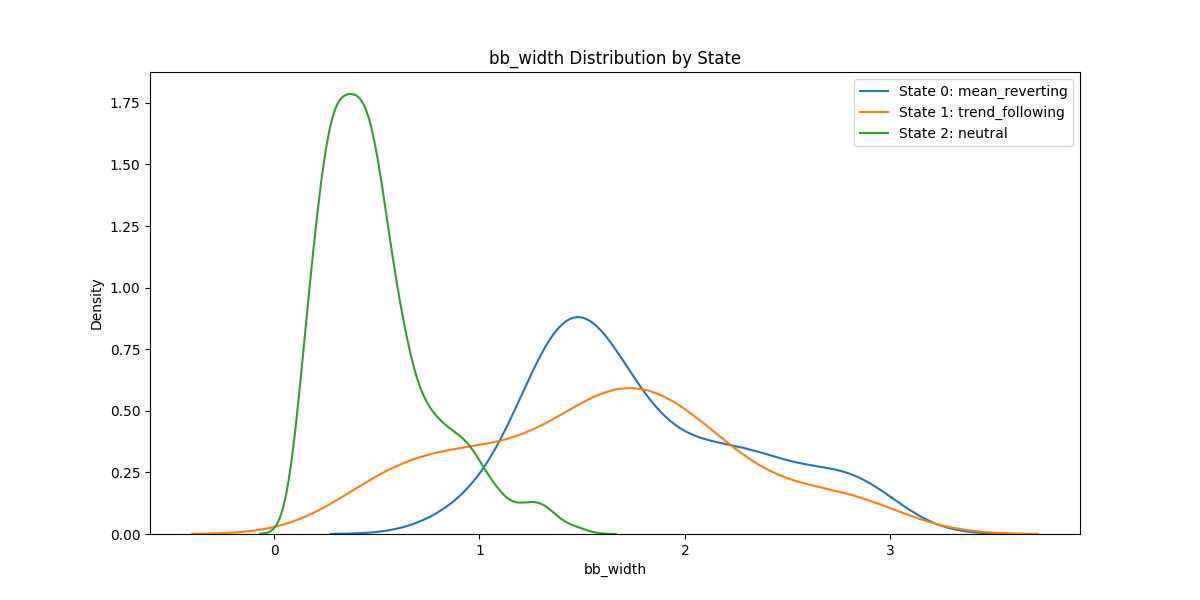 bb_width Distribution by State
State 0: mean_reverting
State 1: trend_following
State 2: neutral
Density
1.75
1.50
1.25
1.00
0.75
0.50
0.25
0.00
0 1 2 3
bb_width